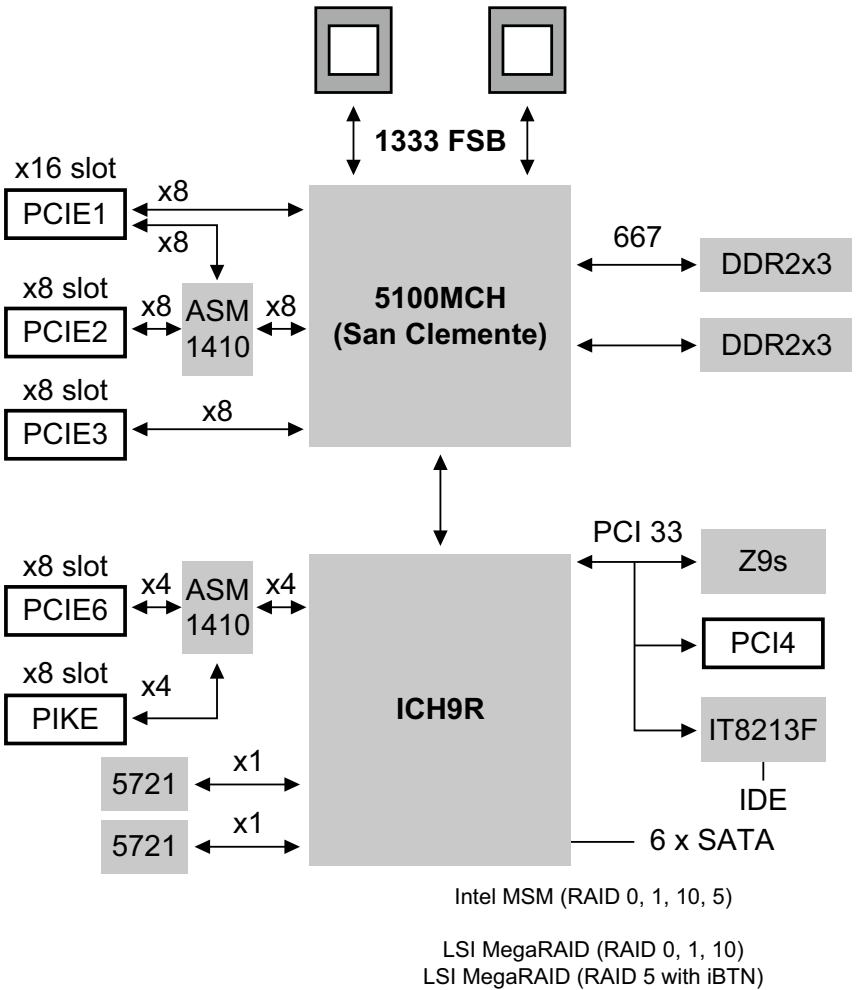 1333 FSB
x16 slot
PCIE1
x8
x8
x8 slot
PCIE2
x8
ASM
1410
x8
x8 slot
PCIE3
x8
5100MCH
(San Clemente)
667
DDR2x3
DDR2x3
x8 slot
PCIE6
x4
ASM
1410
x4
x8 slot
PIKE
x4
5721
x1
5721
x1
ICH9R
PCI 33
Z9s
PCI4
IT8213F
IDE
6 x SATA
Intel MSM (RAID 0, 1, 10, 5)
LSI MegaRAID (RAID 0, 1, 10)
LSI MegaRAID (RAID 5 with iBTN)